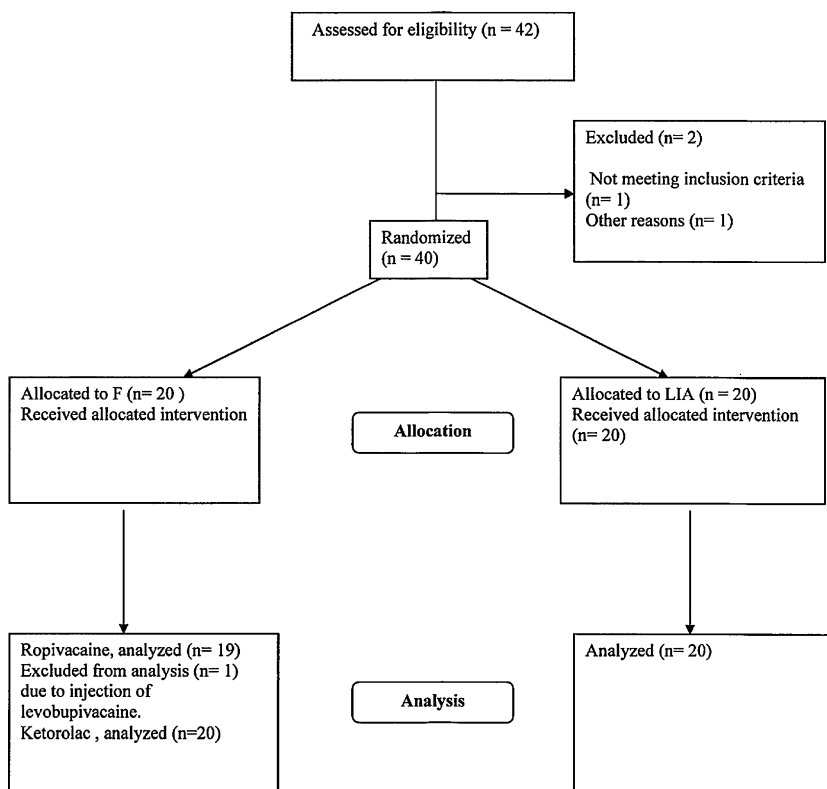 Assessed for eligibility (n = 42)
Excluded (n= 2)
Not meeting inclusion criteria
(n= 1)
Other reasons (n= 1)
Randomized
(n = 40)
Allocated to F (n= 20 )
Received allocated intervention
Allocated to LIA (n = 20)
Received allocated intervention
(n= 20)
Allocation
Ropivacaine, analyzed (n= 19)
Excluded from analysis (n= 1)
due to injection of
levobupivacaine.
Ketorolac , analyzed (n=20)
Analyzed (n= 20)
Analysis